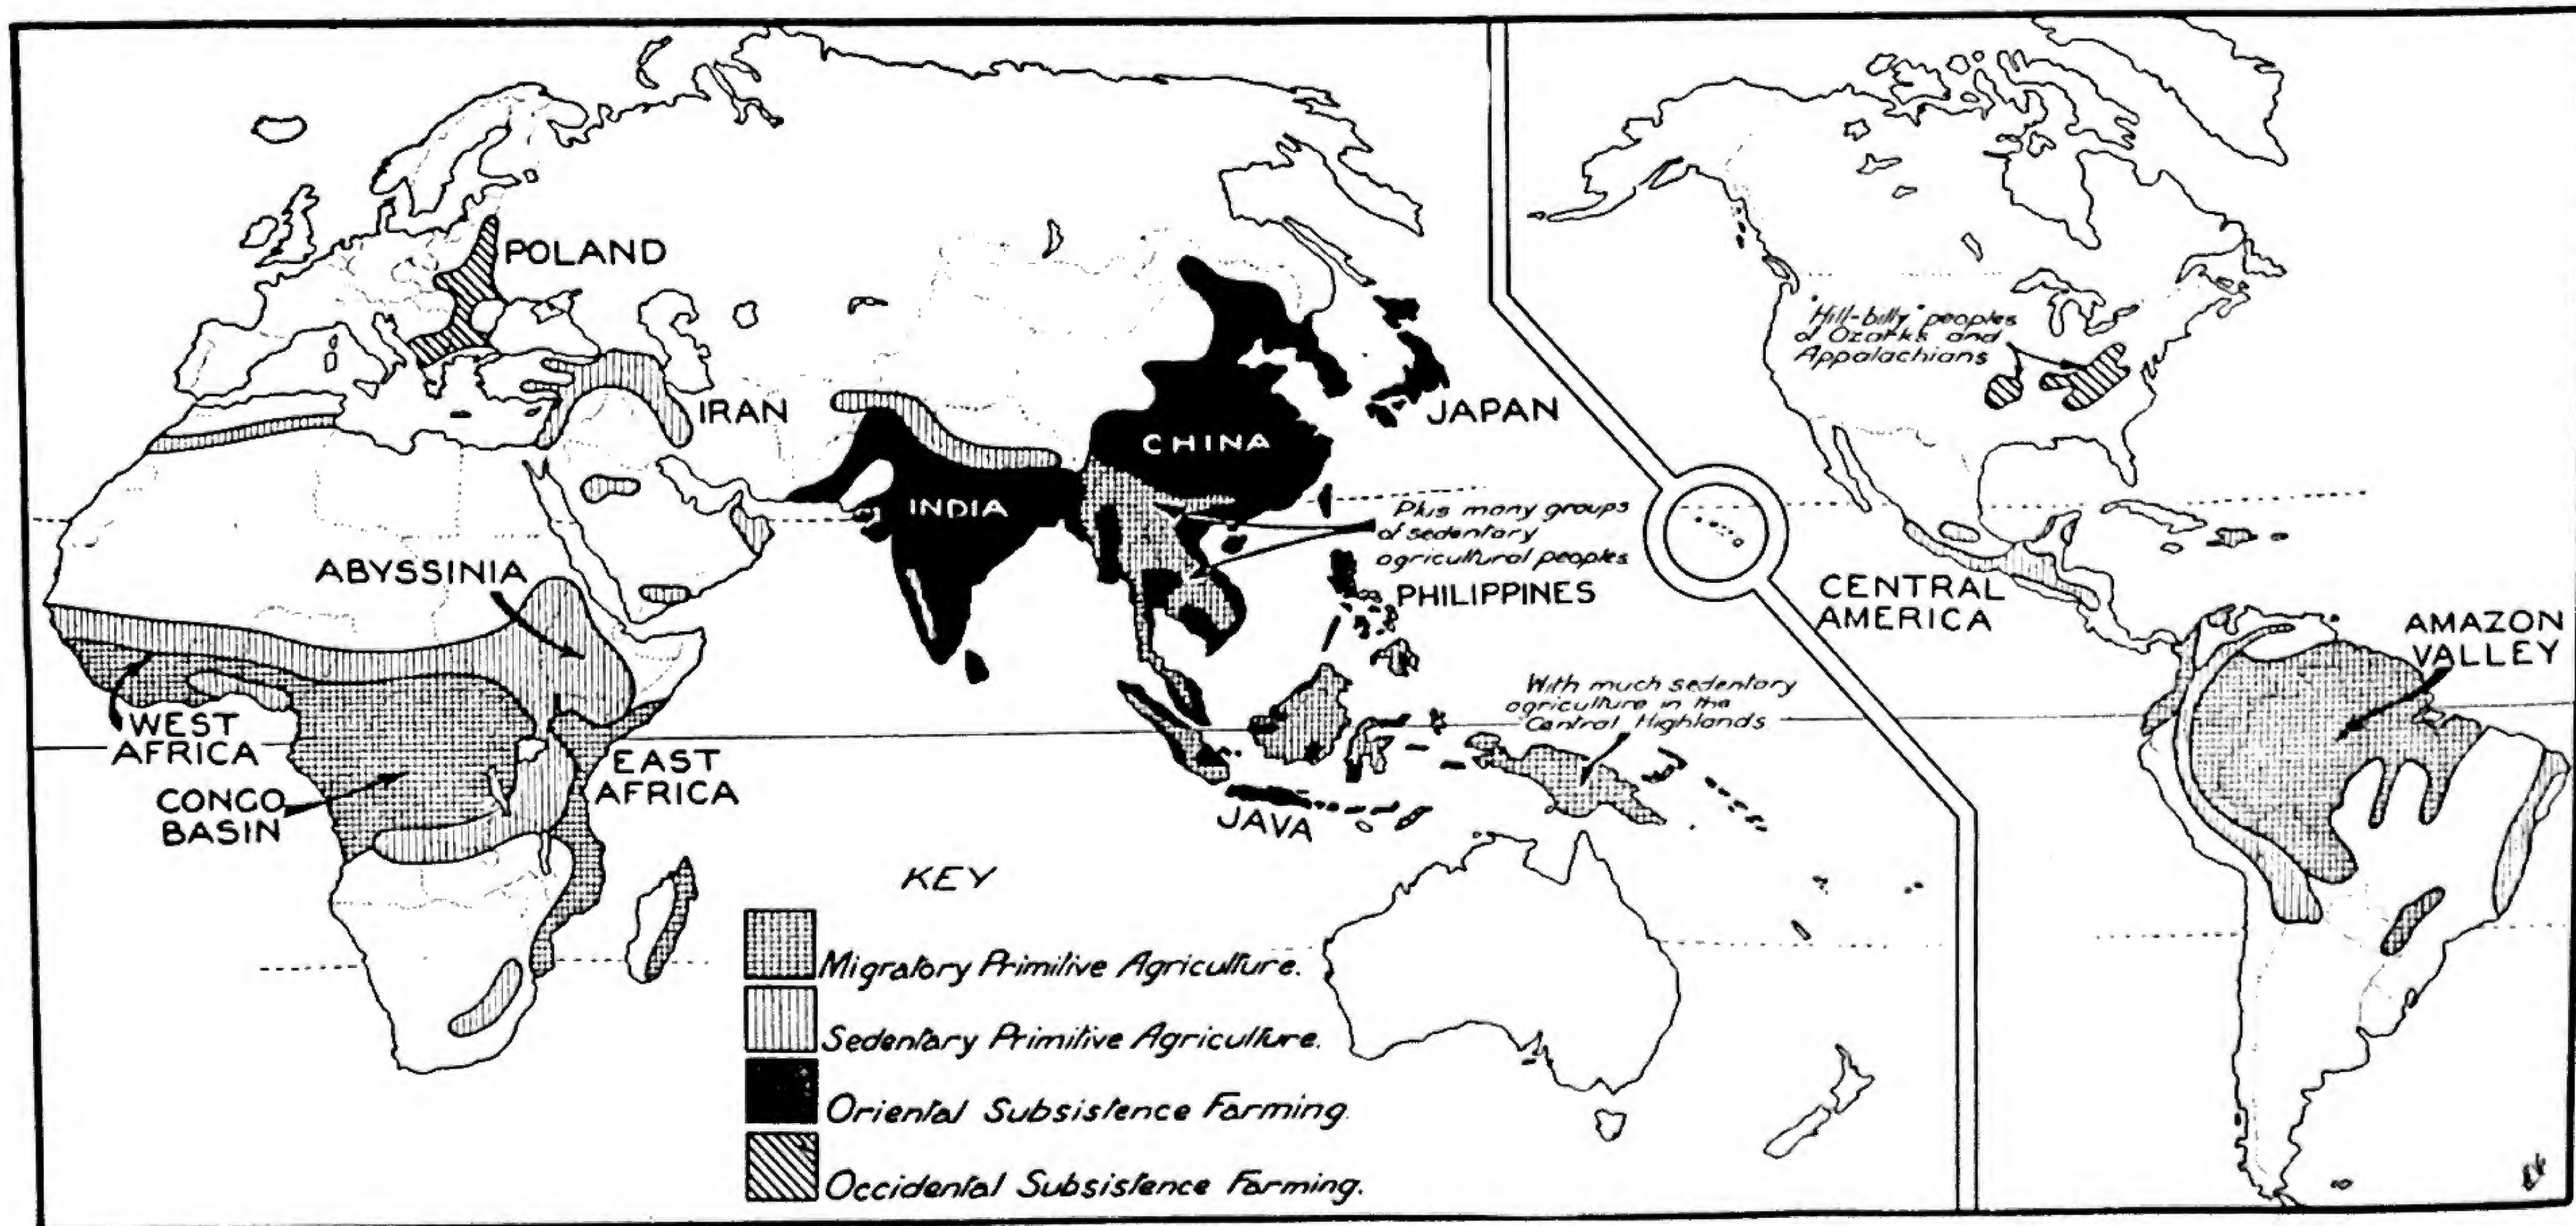 POLAND
IRAN
CHINA
JAPAN
INDIA
Plus many groups
of sedentary
agricultural peoples
PHILIPPINES
ABYSSINIA
WEST
AFRICA
CONGO
BASIN
EAST
AFRICA
JAVA
With much sedentary
agriculture in the
Central Highlands
"Hill-billy" peoples
of Ozarks and
Appalachians
CENTRAL
AMERICA
AMAZON
VALLEY
KEY
Migratory Primitive Agriculture.
Sedentary Primitive Agriculture.
Oriental Subsistence Farming.
Occidental Subsistence Farming.